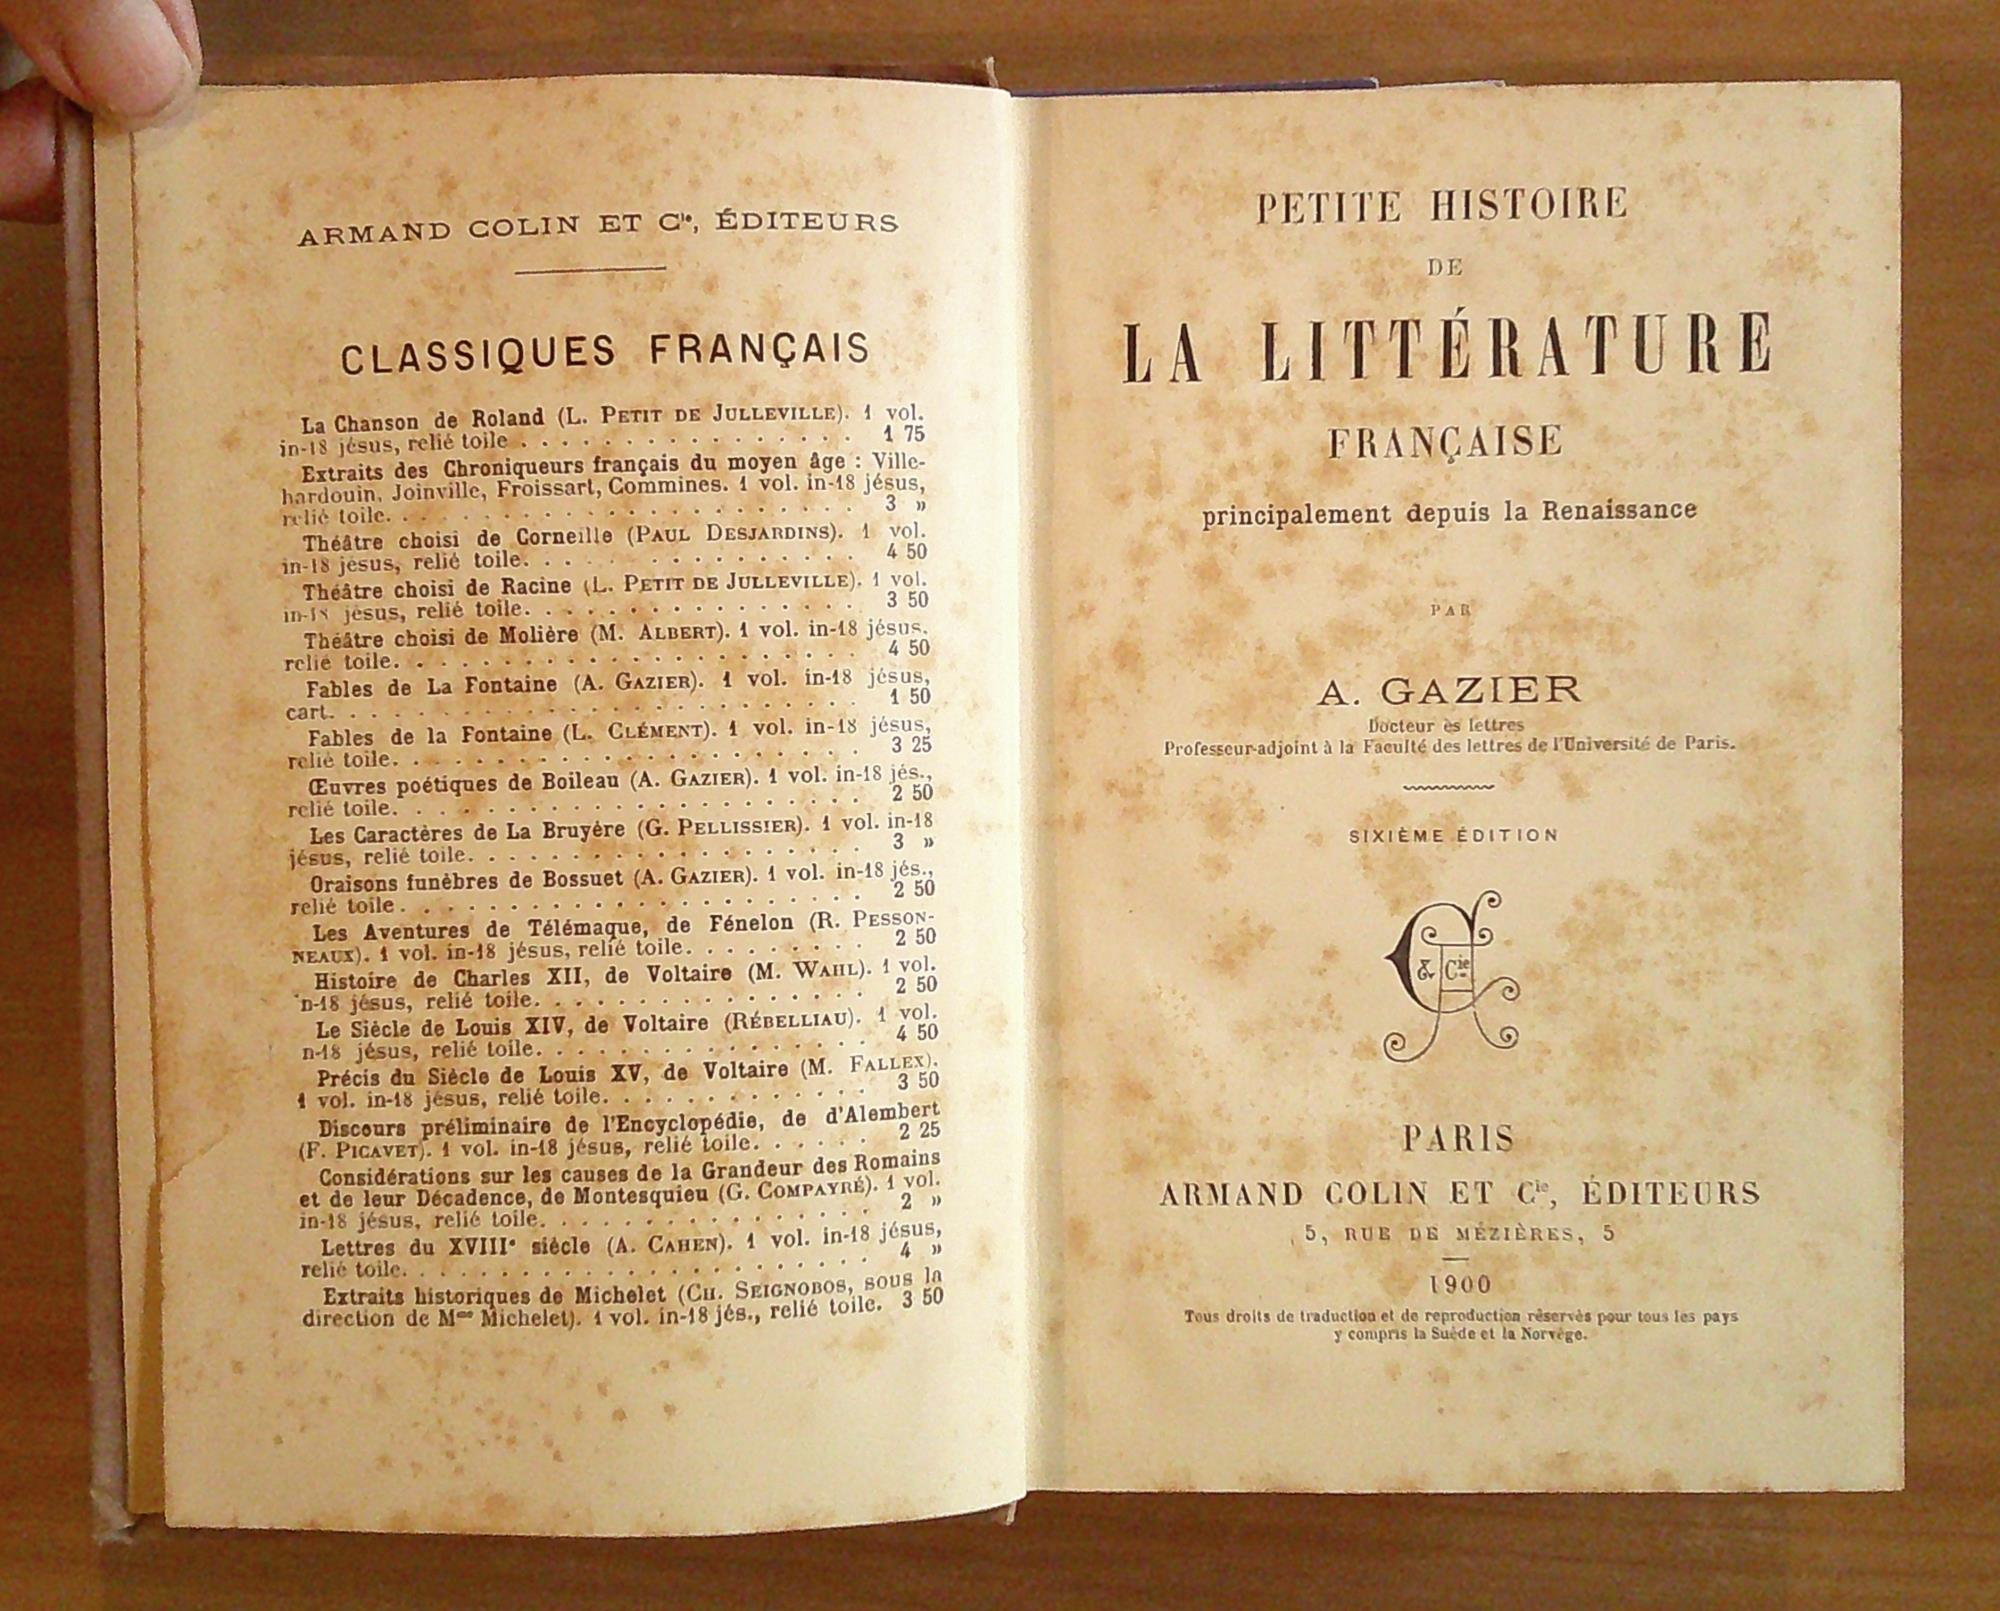 ARMAND COLIN ET Cie, ÉDITEURS
CLASSIQUES FRANÇAIS
La Chanson de Roland (L. PETIT DE JULLEVILLE). 1 vol.
in-18 jésus, relié toile . . . . . . . . . . . . . . . . 1 75
Extraits des Chroniqueurs français du moyen âge : Ville-
hardouin, Joinville, Froissart, Commines. 1 vol. in-18 jésus,
relié toile. . . . . . . . . . . . . . . . . . . . . . 3 »
Théâtre choisi de Corneille (PAUL DESJARDINS). 1 vol.
in-18 jésus, relié toile. . . . . . . . . . . . . . . . 4 50
Théâtre choisi de Racine (L. PETIT DE JULLEVILLE). 1 vol.
in-18 jésus, relié toile. . . . . . . . . . . . . . . . 3 50
Théâtre choisi de Molière (M. ALBERT). 1 vol. in-18 jésus.
relié toile. . . . . . . . . . . . . . . . . . . . . . 4 50
Fables de La Fontaine (A. GAZIER). 1 vol. in-18 jésus,
cart. . . . . . . . . . . . . . . . . . . . . . . . . 1 50
Fables de la Fontaine (L. CLÉMENT). 1 vol. in-18 jésus,
relié toile. . . . . . . . . . . . . . . . . . . . . . 3 25
Œuvres poétiques de Boileau (A. GAZIER). 1 vol. in-18 jés.,
relié toile. . . . . . . . . . . . . . . . . . . . . . 2 50
Les Caractères de La Bruyère (G. PELLISSIER). 1 vol. in-18
jésus, relié toile. . . . . . . . . . . . . . . . . . . 3 »
Oraisons funèbres de Bossuet (A. GAZIER). 1 vol. in-18 jés.,
relié toile. . . . . . . . . . . . . . . . . . . . . . 2 50
Les Aventures de Télémaque, de Fénelon (R. PESSON-
NEAUX). 1 vol. in-18 jésus, relié toile. . . . . . . . . 2 50
Histoire de Charles XII, de Voltaire (M. WAHL). 1 vol.
n-18 jésus, relié toile. . . . . . . . . . . . . . . . 2 50
Le Siècle de Louis XIV, de Voltaire (RÉBELLIAU). 1 vol.
n-18 jésus, relié toile. . . . . . . . . . . . . . . . 4 50
Précis du Siècle de Louis XV, de Voltaire (M. FALLEX).
1 vol. in-18 jésus, relié toile. . . . . . . . . . . . . 3 50
Discours préliminaire de l'Encyclopédie, de d'Alembert
(F. PICAVET). 1 vol. in-18 jésus, relié toile. . . . . . 2 25
Considérations sur les causes de la Grandeur des Romains
et de leur Décadence, de Montesquieu (G. COMPAYRÉ). 1 vol.
in-18 jésus, relié toile. . . . . . . . . . . . . . . . 2 »
Lettres du XVIIIe siècle (A. CAHEN). 1 vol. in-18 jésus,
relié toile. . . . . . . . . . . . . . . . . . . . . . 4 »
Extraits historiques de Michelet (CH. SEIGNOBOS, sous la
direction de Mme Michelet). 1 vol. in-18 jés., relié toile. 3 50
PETITE HISTOIRE
DE
LA LITTÉRATURE
FRANÇAISE
principalement depuis la Renaissance
PAR
A. GAZIER
Docteur ès lettres
Professeur-adjoint à la Faculté des lettres de l'Université de Paris.
SIXIÈME ÉDITION
AC & Cie
PARIS
ARMAND COLIN ET Cie, ÉDITEURS
5, RUE DE MÉZIÈRES, 5
1900
Tous droits de traduction et de reproduction réservés pour tous les pays
y compris la Suède et la Norvège.